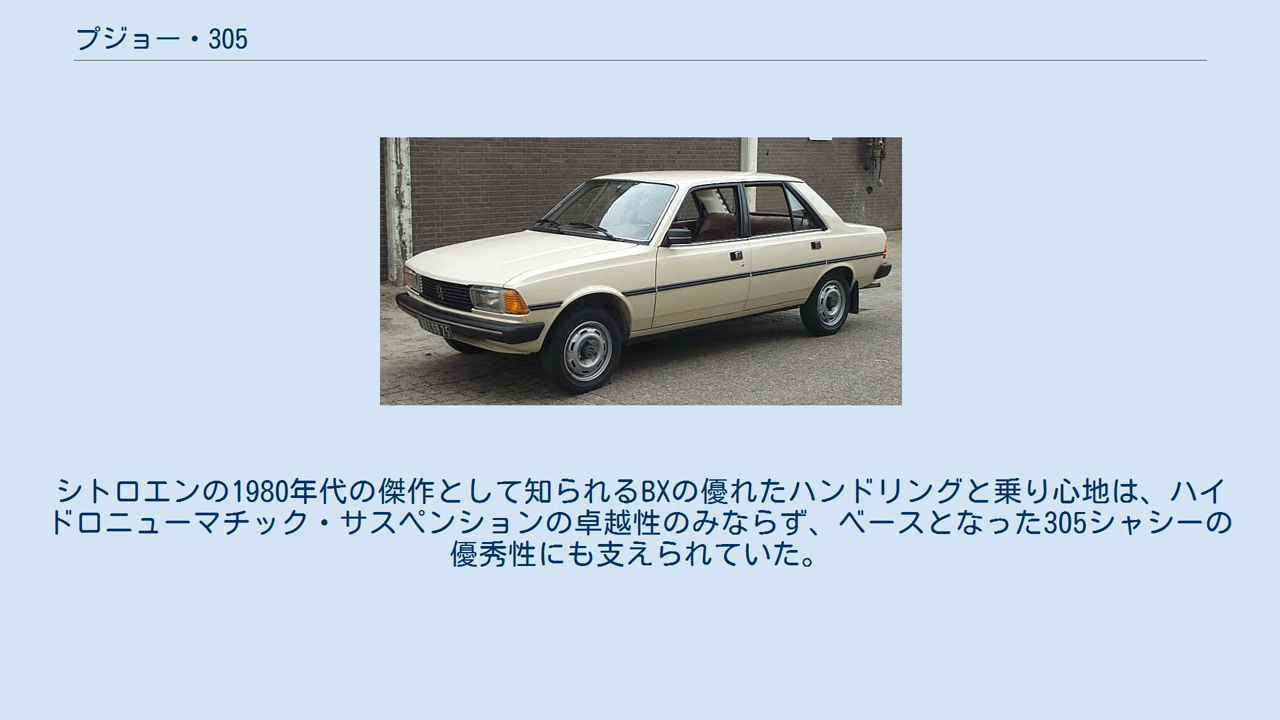 プジョー・305
シトロエンの1980年代の傑作として知られるBXの優れたハンドリングと乗り心地は、ハイ
ドロニューマチック・サスペンションの卓越性のみならず、ベースとなった305シャシーの
優秀性にも支えられていた。